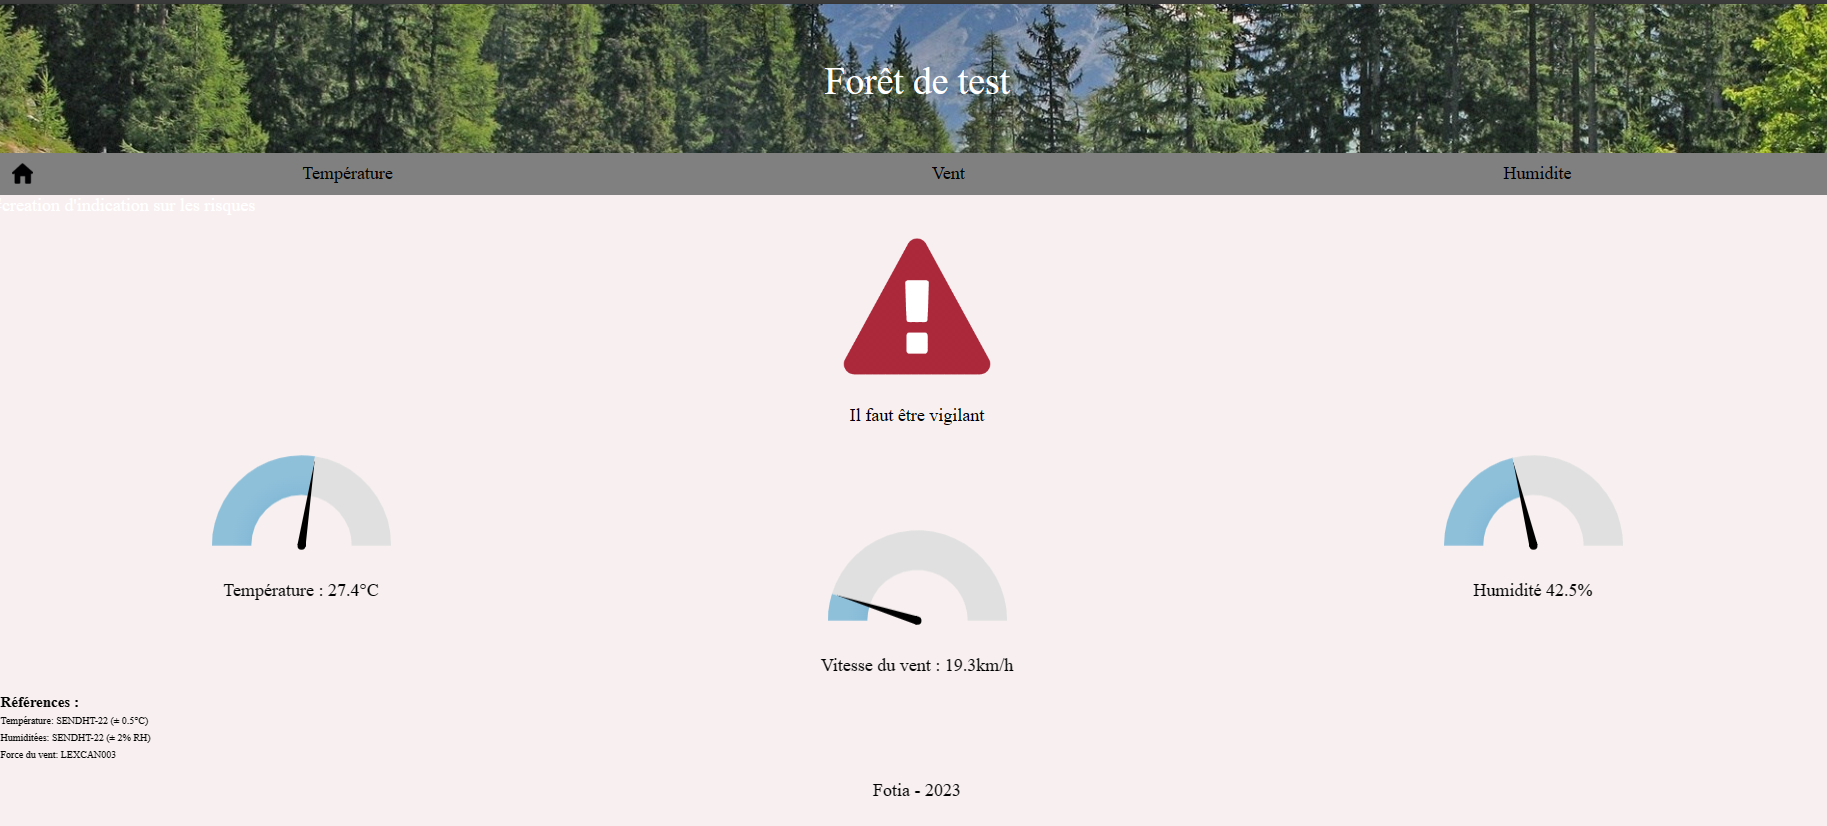 Forêt de test
Température
Vent
Humidite
creation d'indication sur les risques
Il faut être vigilant
Température : 27.4°C
Vitesse du vent : 19.3km/h
Humidité 42.5%
Références :
Température: SENDHT-22 (± 0.5°C)
Humiditées: SENDHT-22 (± 2% RH)
Force du vent: LEXCAN003
Fotia - 2023